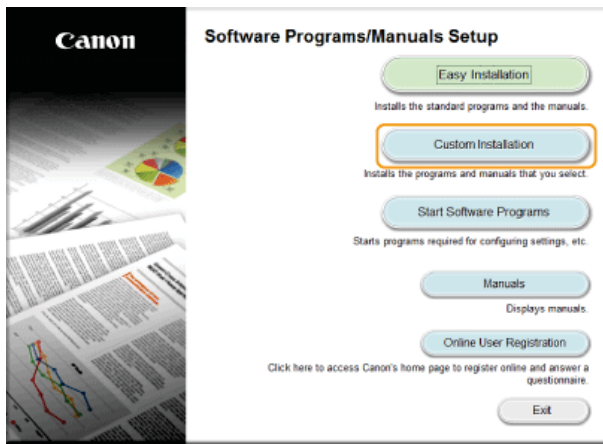 Canon
Software Programs/Manuals Setup
Easy Installation
Installs the standard programs and the manuals.
Custom Installation
Installs the programs and manuals that you select.
Start Software Programs
Starts programs required for configuring settings, etc.
Manuals
Displays manuals.
Online User Registration
Click here to access Canon's home page to register online and answer a
questionnaire.
Exit